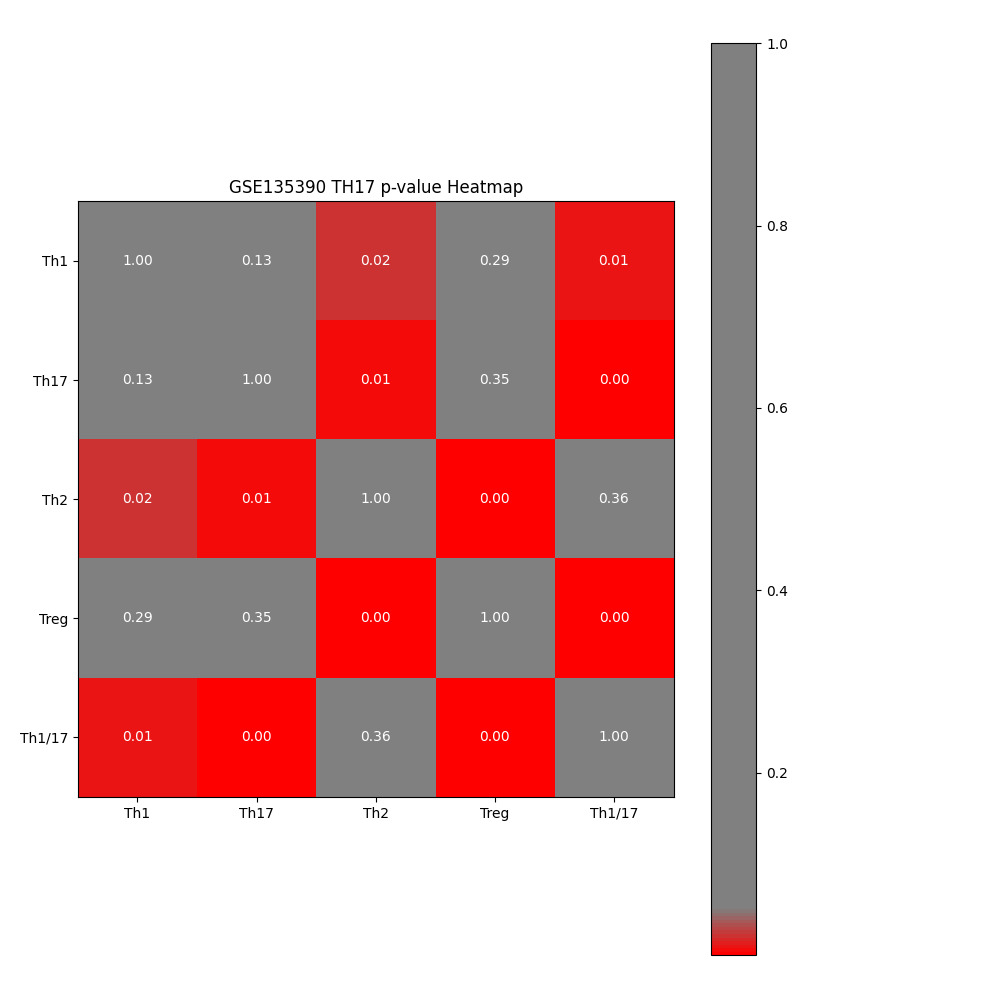 GSE135390 TH17 p-value Heatmap
Th1 1.00 0.13 0.02 0.29 0.01
Th17 0.13 1.00 0.01 0.35 0.00
Th2 0.02 0.01 1.00 0.00 0.36
Treg 0.29 0.35 0.00 1.00 0.00
Th1/17 0.01 0.00 0.36 0.00 1.00
Th1 Th17 Th2 Treg Th1/17
1.0
0.8
0.6
0.4
0.2